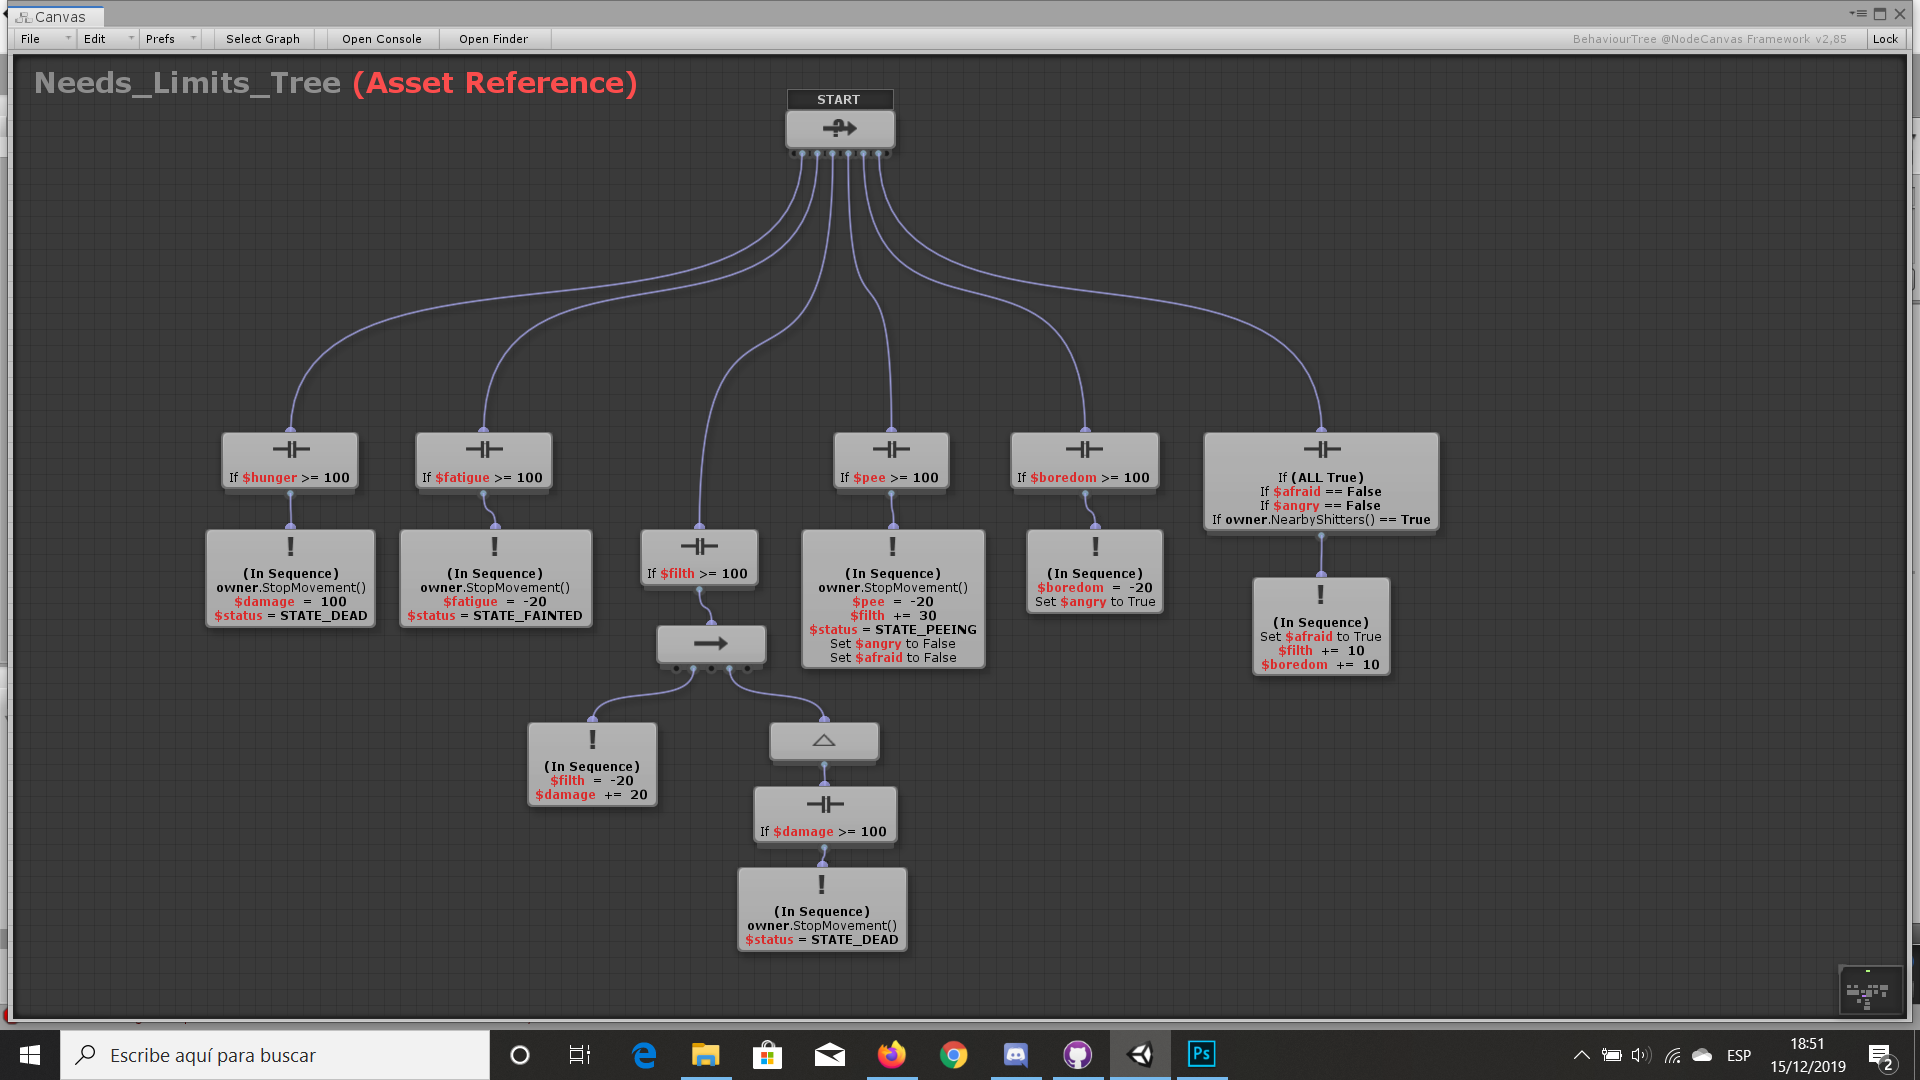 Canvas
File Edit Prefs Select Graph Open Console Open Finder BehaviourTree @NodeCanvas Framework v2,85 Lock
Needs_Limits_Tree (Asset Reference)
START
If $hunger >= 100
(In Sequence)
owner.StopMovement()
$damage = 100
$status = STATE_DEAD
If $fatigue >= 100
(In Sequence)
owner.StopMovement()
$fatigue = -20
$status = STATE_FAINTED
If $filth >= 100
(In Sequence)
$filth = -20
$damage += 20
If $damage >= 100
(In Sequence)
owner.StopMovement()
$status = STATE_DEAD
If $pee >= 100
(In Sequence)
owner.StopMovement()
$pee = -20
$filth += 30
$status = STATE_PEEING
Set $angry to False
Set $afraid to False
If $boredom >= 100
(In Sequence)
$boredom = -20
Set $angry to True
If (ALL True)
If $afraid == False
If $angry == False
If owner.NearbyShitters() == True
(In Sequence)
Set $afraid to True
$filth += 10
$boredom += 10
Escribe aquí para buscar
Ps
ESP
18:51
15/12/2019
2